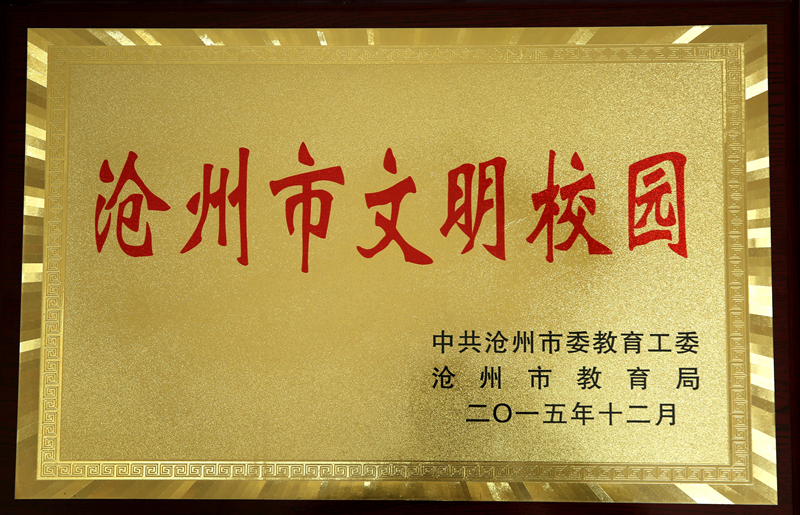 沧州市文明校园
中共沧州市委教育工委
沧州市教育局
二〇一五年十二月